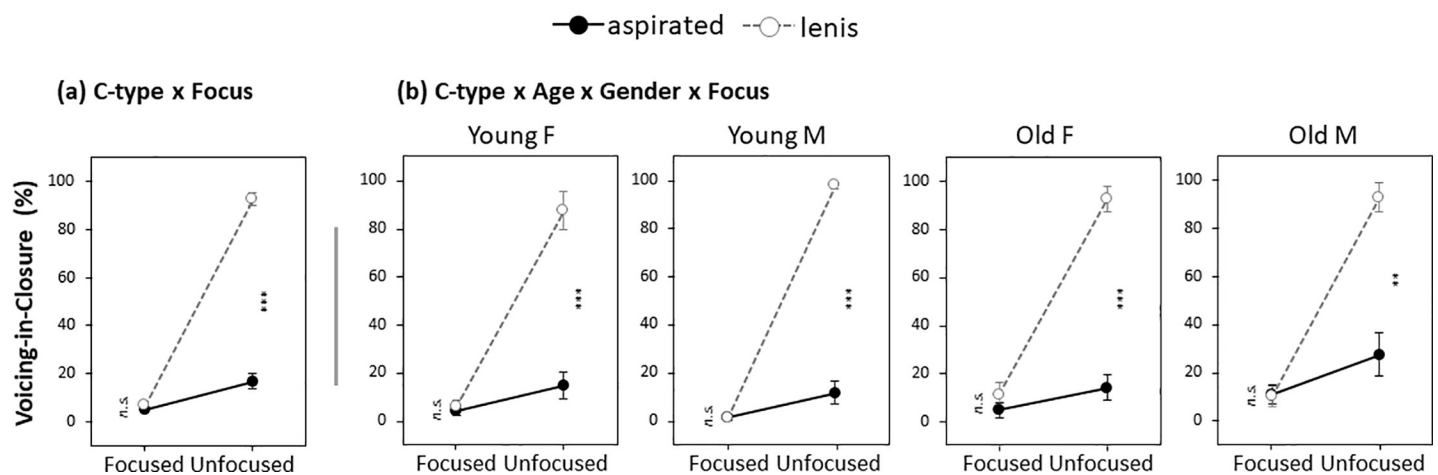 aspirated lenis
(a) C-type x Focus
(b) C-type x Age x Gender x Focus
Young F
Young M
Old F
Old M
Voicing-in-Closure (%)
100
80
60
40
20
0
n.s.
***
Focused Unfocused
100
80
60
40
20
0
n.s.
***
Focused Unfocused
100
80
60
40
20
0
n.s.
***
Focused Unfocused
100
80
60
40
20
0
n.s.
***
Focused Unfocused
100
80
60
40
20
0
n.s.
**
Focused Unfocused